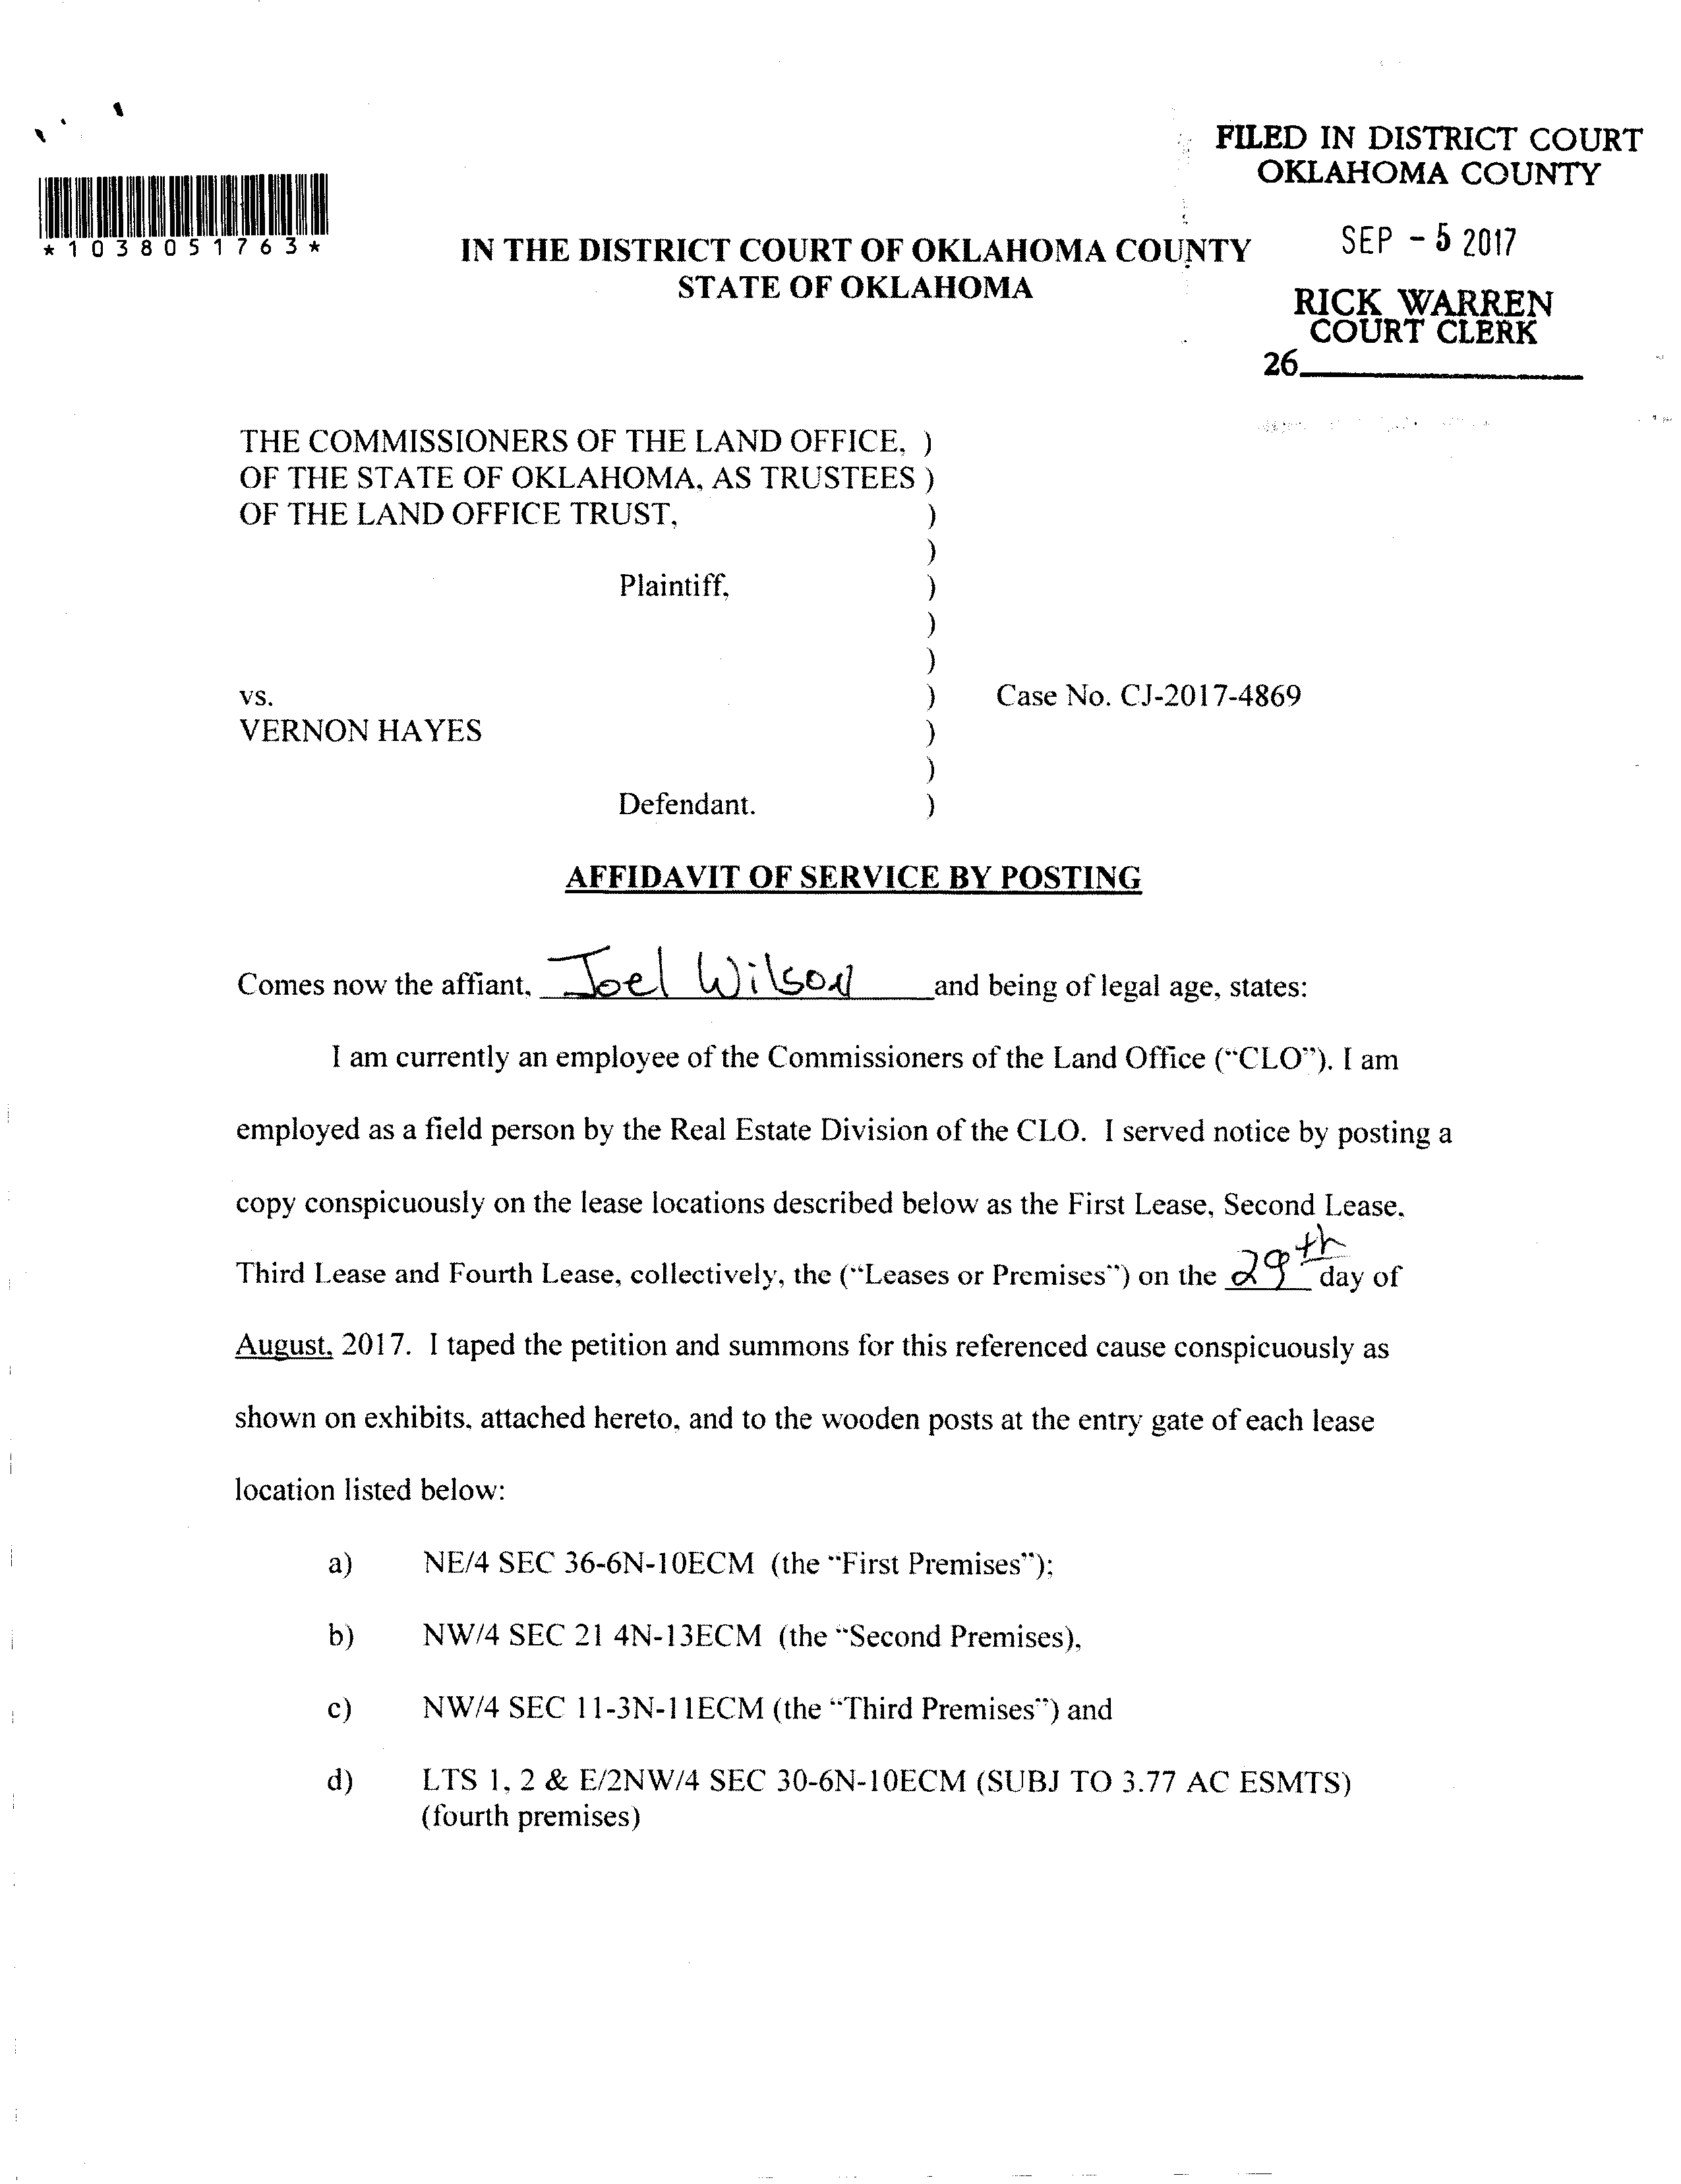 FILED IN DISTRICT COURT
OKLAHOMA COUNTY
*1038051763*
SEP - 5 2017
IN THE DISTRICT COURT OF OKLAHOMA COUNTY
STATE OF OKLAHOMA
RICK WARREN
COURT CLERK
26
THE COMMISSIONERS OF THE LAND OFFICE, )
OF THE STATE OF OKLAHOMA, AS TRUSTEES )
OF THE LAND OFFICE TRUST, )
)
Plaintiff, )
)
)
vs. ) Case No. CJ-2017-4869
VERNON HAYES )
)
Defendant. )
AFFIDAVIT OF SERVICE BY POSTING
Comes now the affiant, Joel Wilson and being of legal age, states:
I am currently an employee of the Commissioners of the Land Office ("CLO"). I am
employed as a field person by the Real Estate Division of the CLO. I served notice by posting a
copy conspicuously on the lease locations described below as the First Lease, Second Lease,
Third Lease and Fourth Lease, collectively, the ("Leases or Premises") on the 29th day of
August, 2017. I taped the petition and summons for this referenced cause conspicuously as
shown on exhibits, attached hereto, and to the wooden posts at the entry gate of each lease
location listed below:
a) NE/4 SEC 36-6N-10ECM (the "First Premises");
b) NW/4 SEC 21 4N-13ECM (the "Second Premises),
c) NW/4 SEC 11-3N-11ECM (the "Third Premises") and
d) LTS 1, 2 & E/2NW/4 SEC 30-6N-10ECM (SUBJ TO 3.77 AC ESMTS)
(fourth premises)